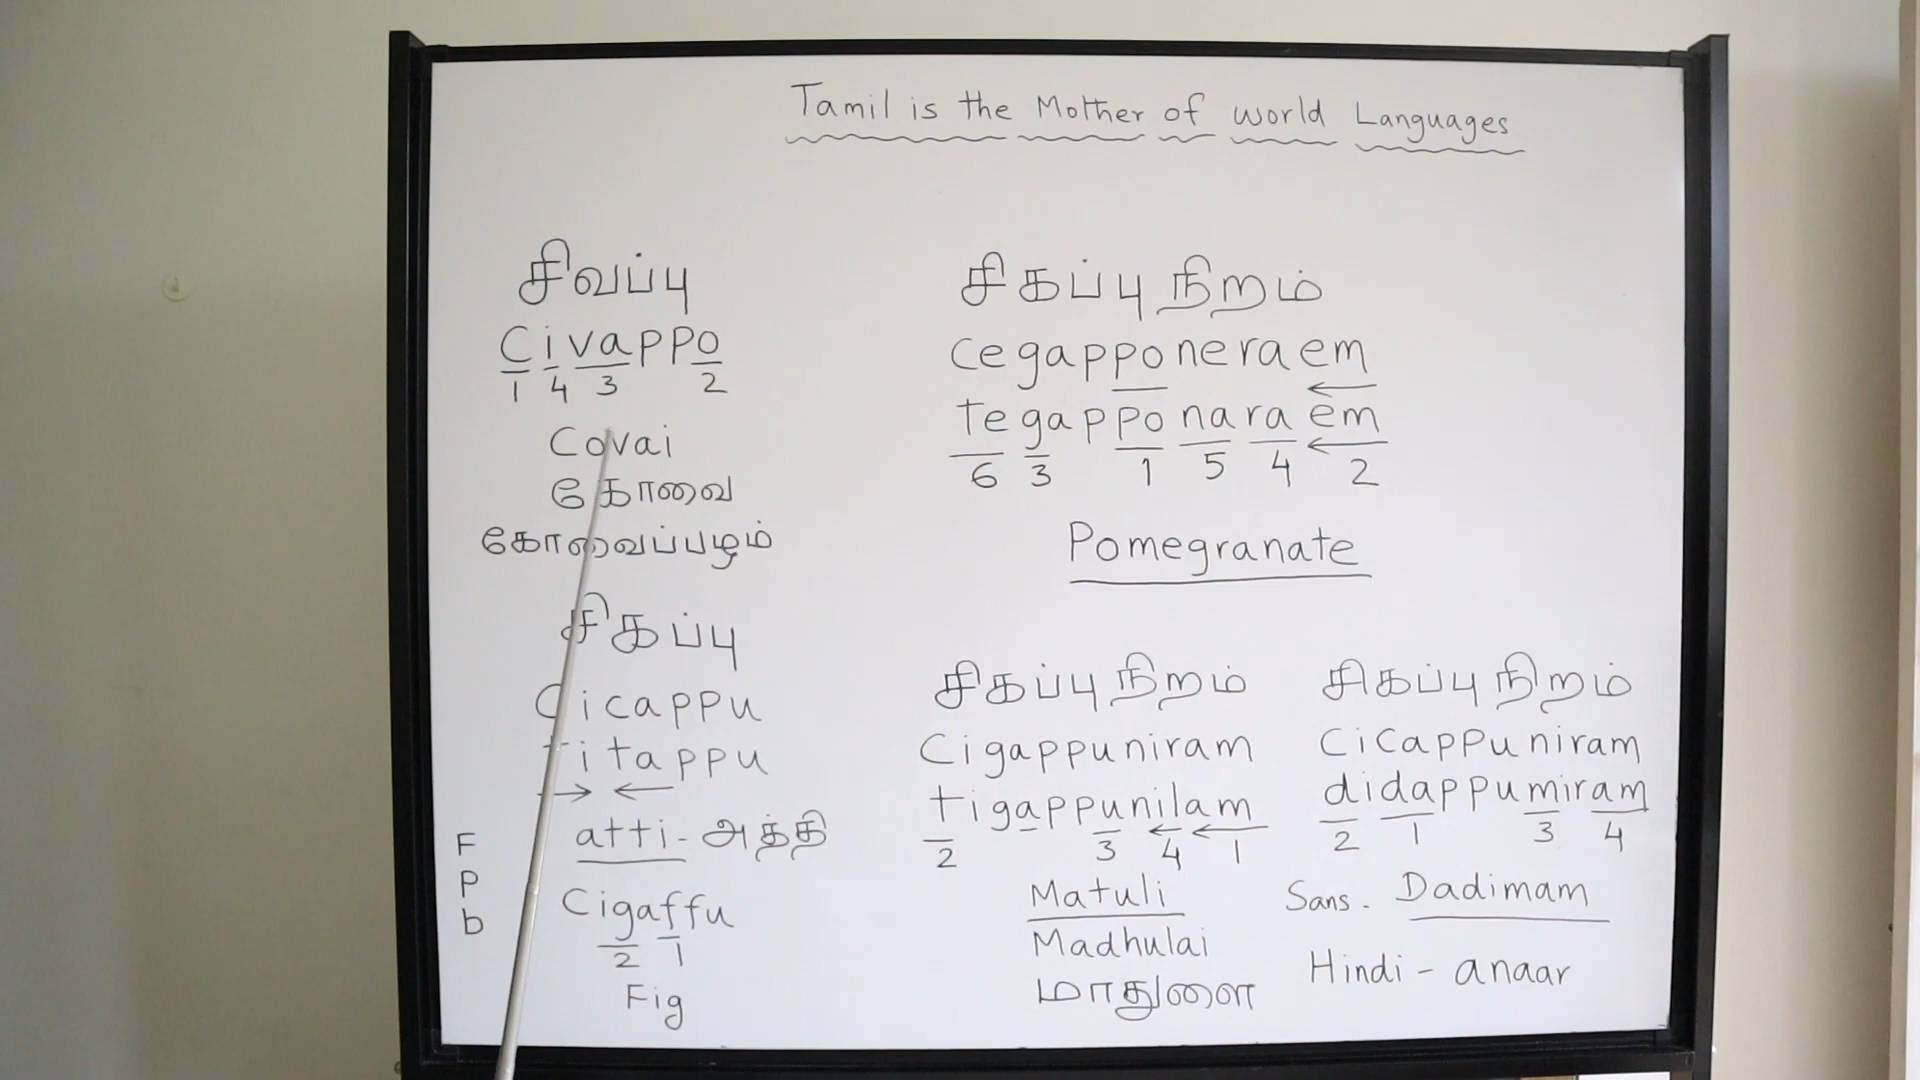 Tamil is the Mother of world Languages
சிவப்பு
Civappo
1 4 3 2
Covai
கோவை
கோவைப்பழம்
சிகப்பு
Cicappu
titappu
atti - அத்தி
F
P
b
Cigaffu
2 1
Fig
சிகப்பு நிறம்
cegapponeraem
tegapponaraem
6 3 1 5 4 2
Pomegranate
சிகப்பு நிறம்
Cigappuniram
tigappunilam
2 3 4 1
Matuli
Madhulai
மாதுளை
சிகப்பு நிறம்
Cicappuniram
didappumiram
2 1 3 4
Sans. Dadimam
Hindi - anaar